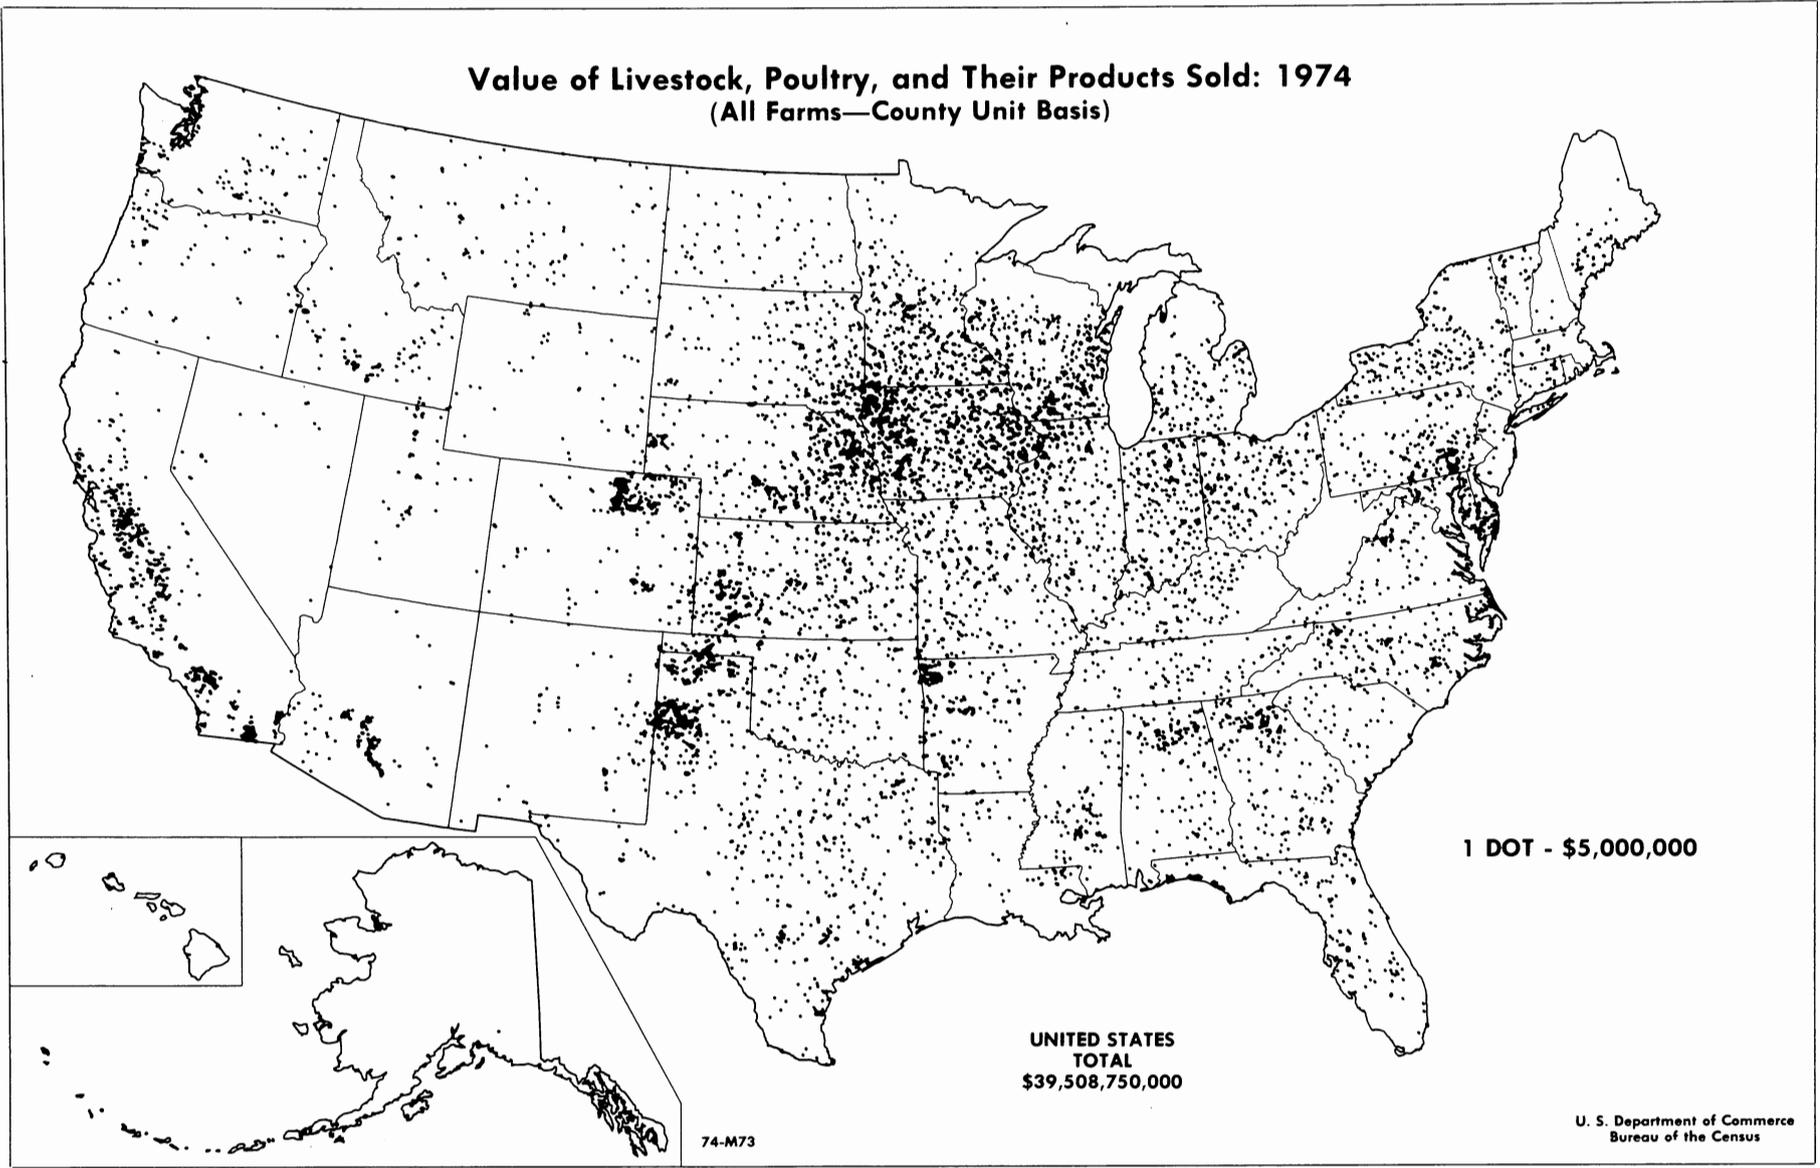 Value of Livestock, Poultry, and Their Products Sold: 1974
(All Farms—County Unit Basis)
1 DOT - $5,000,000
UNITED STATES
TOTAL
$39,508,750,000
74-M73
U. S. Department of Commerce
Bureau of the Census